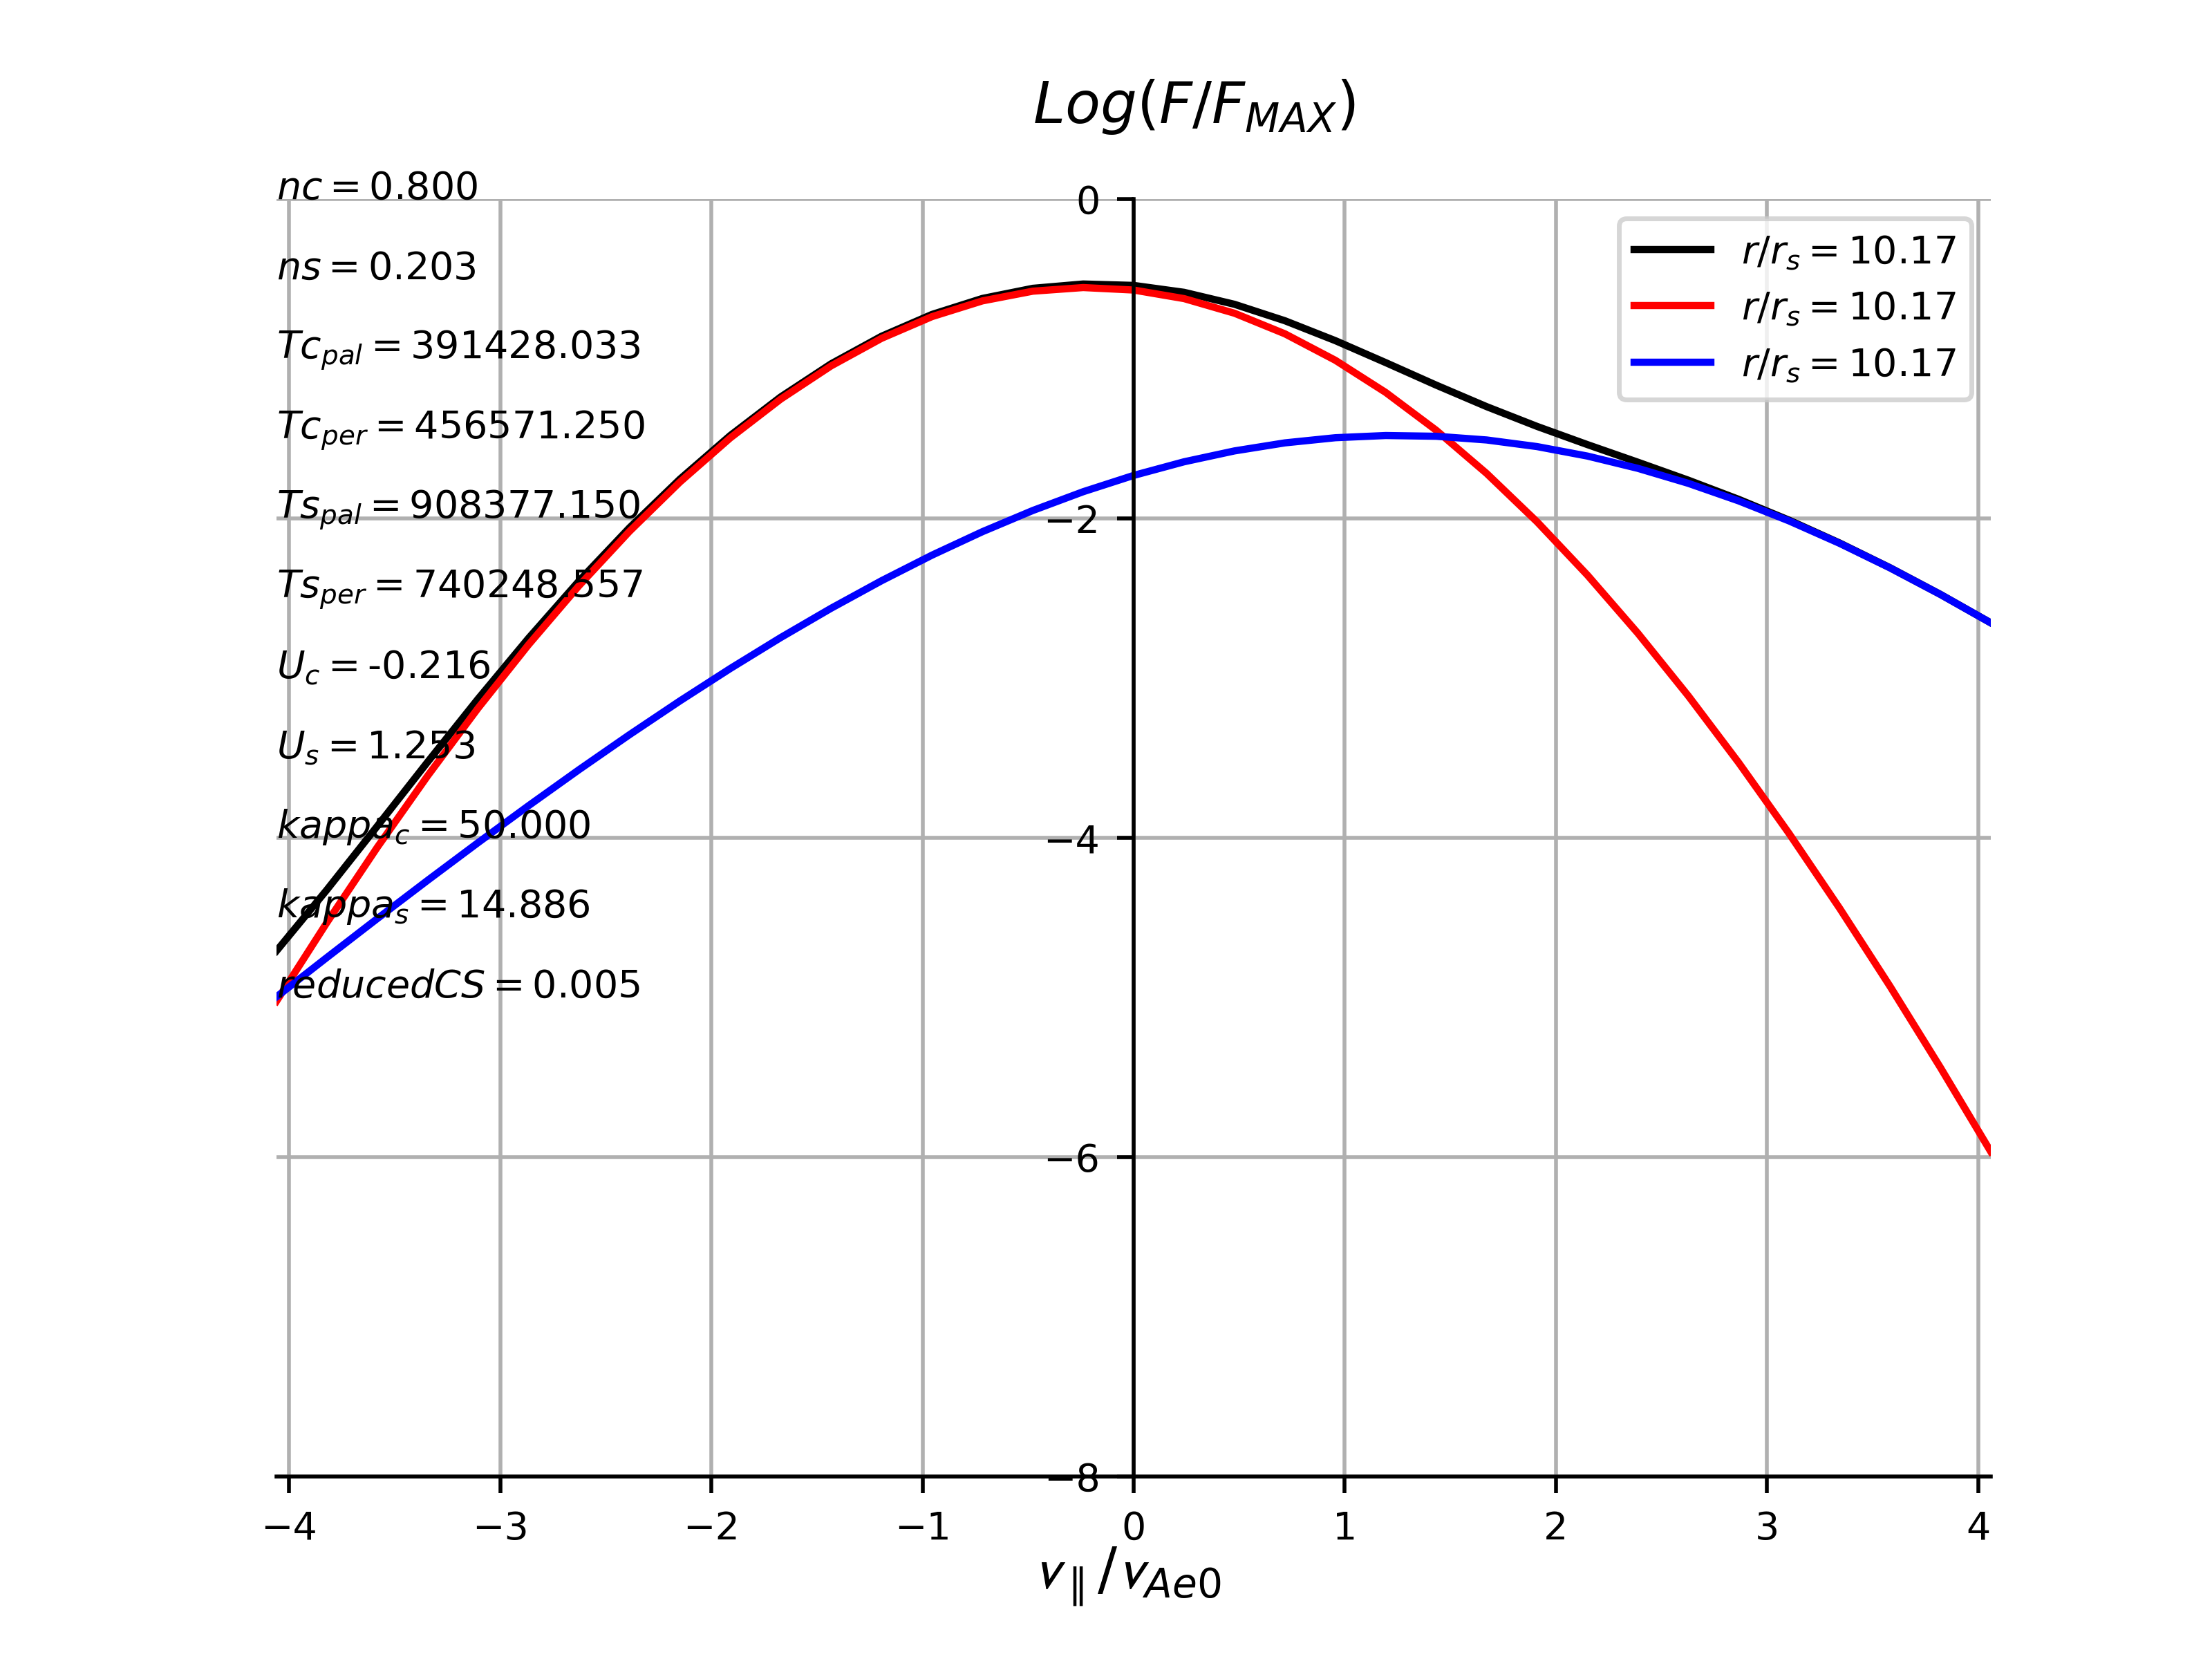 Log(F/F_MAX)
nc = 0.800
ns = 0.203
Tc_pal = 391428.033
Tc_per = 456571.250
Ts_pal = 908377.150
Ts_per = 740248.557
U_c = -0.216
U_s = 1.253
kappa_c = 50.000
kappa_s = 14.886
reducedCS = 0.005
r/r_s = 10.17
r/r_s = 10.17
r/r_s = 10.17
0
−2
−4
−6
−8
−4 −3 −2 −1 0 1 2 3 4
v_∥/v_Ae0